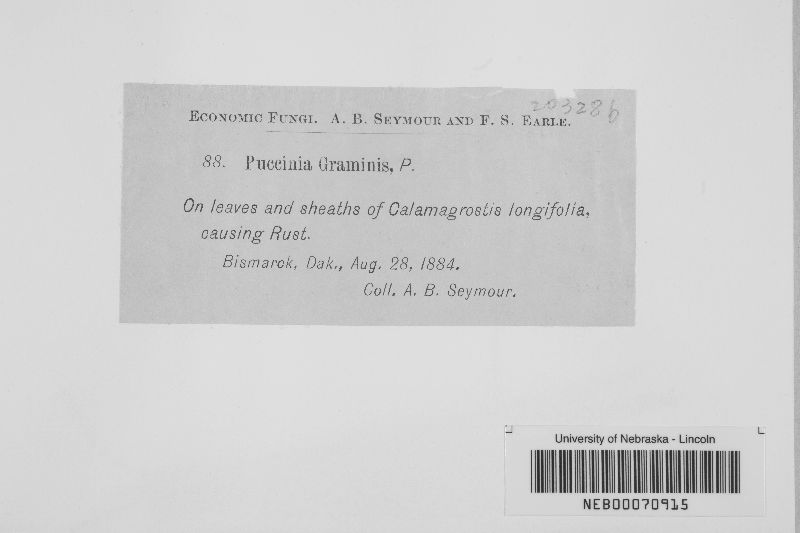 203286
Economic Fungi. A. B. Seymour and F. S. Earle.
88. Puccinia Graminis, P.
On leaves and sheaths of Calamagrostis longifolia,
causing Rust.
Bismarck, Dak., Aug. 28, 1884.
Coll. A. B. Seymour.
University of Nebraska - Lincoln
NEB00070915